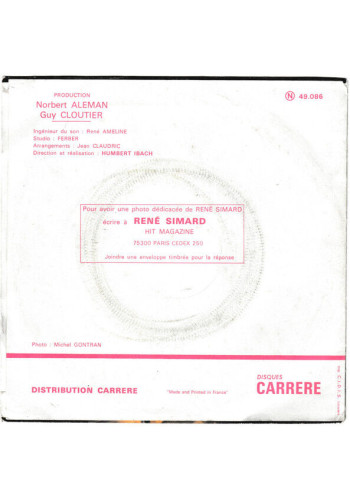 PRODUCTION
Norbert ALEMAN
Guy CLOUTIER
N 49.086
Ingénieur du son : René AMELINE
Studio : FERBER
Arrangements : Jean CLAUDRIC
Direction et réalisation : HUMBERT IBACH
Pour avoir une photo dédicacée de RENÉ SIMARD
écrire à RENÉ SIMARD
HIT MAGAZINE
75300 PARIS CEDEX 250
Joindre une enveloppe timbrée pour la réponse
Photo : Michel GONTRAN
DISTRIBUTION CARRERE
"Made and Printed in France"
DISQUES
CARRERE